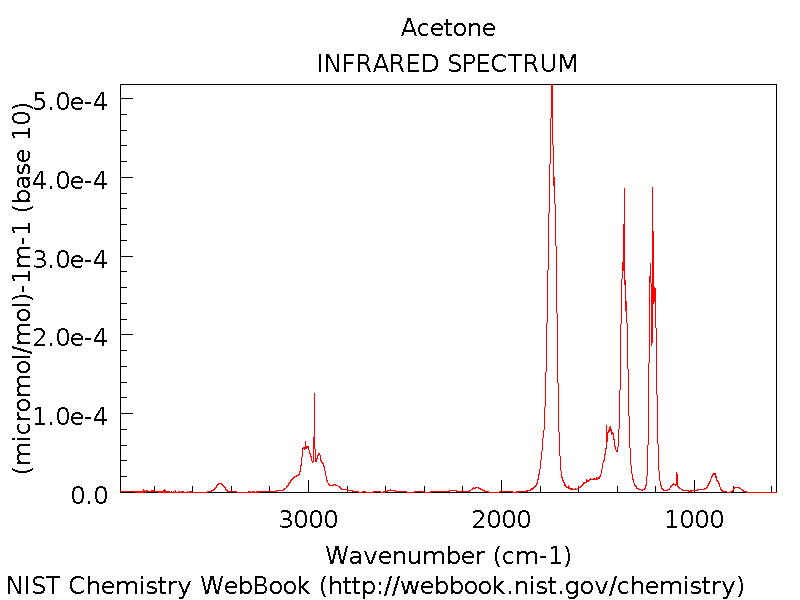 Acetone
INFRARED SPECTRUM
(micromol/mol)-1m-1 (base 10)
5.0e-4
4.0e-4
3.0e-4
2.0e-4
1.0e-4
0.0
3000 2000 1000
Wavenumber (cm-1)
NIST Chemistry WebBook (http://webbook.nist.gov/chemistry)